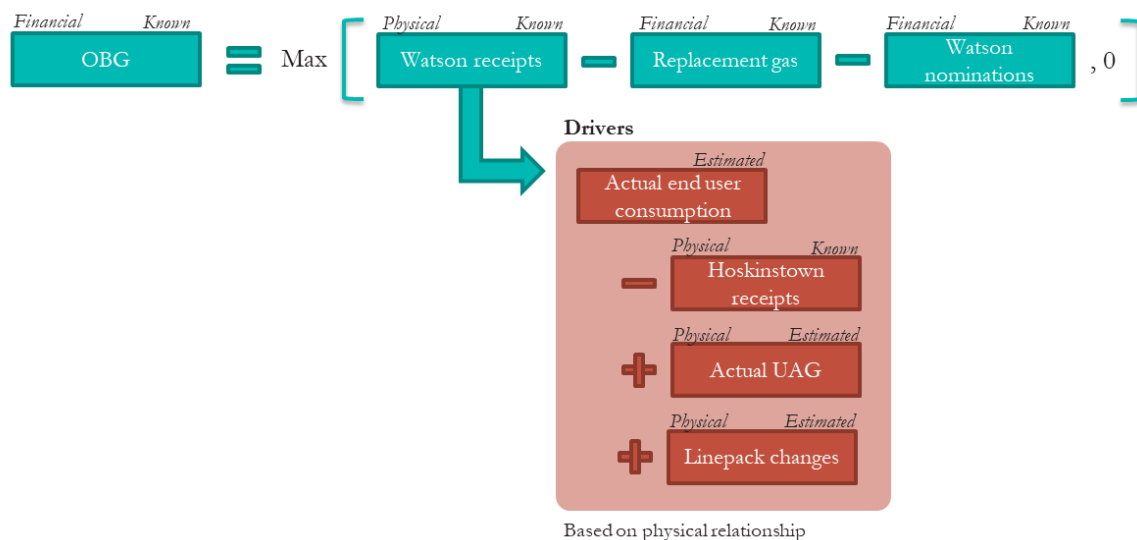 Financial Known Physical Known Financial Known Financial Known
OBG = Max [ Watson receipts − Replacement gas − Watson nominations , 0 ]
Drivers
Estimated
Actual end user
consumption
Physical Known
− Hoskinstown
receipts
Physical Estimated
+ Actual UAG
Physical Estimated
+ Linepack changes
Based on physical relationship